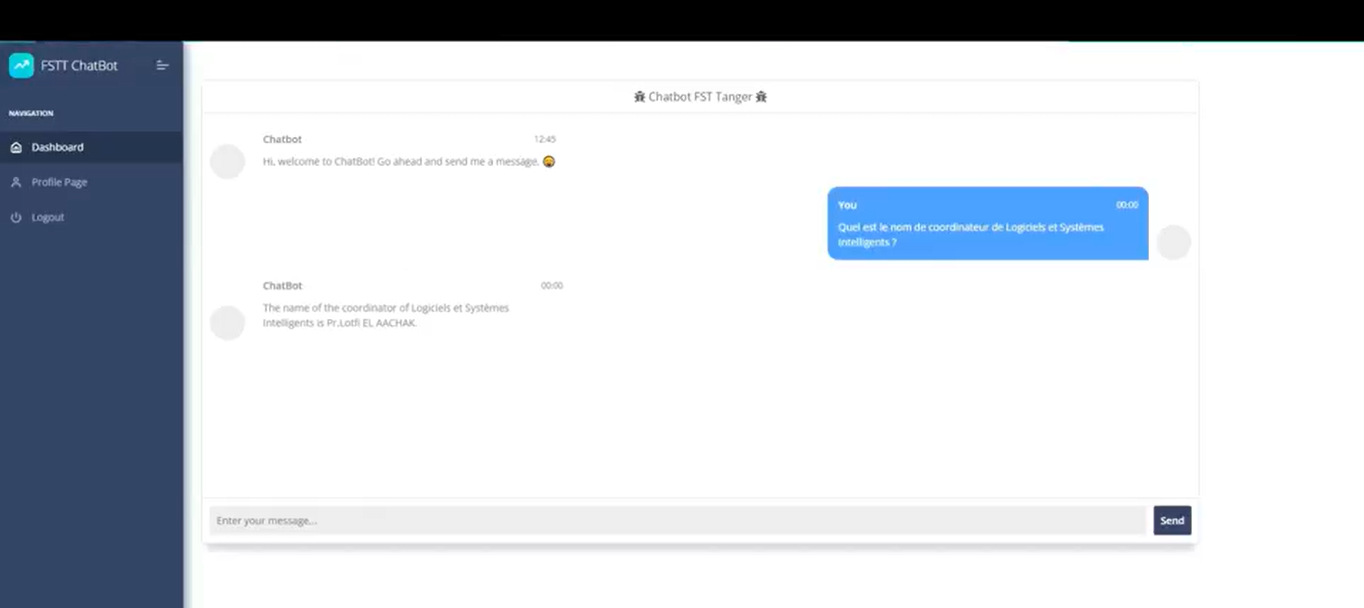 FSTT ChatBot
NAVIGATION
Dashboard
Profile Page
Logout
Chatbot FST Tanger
Chatbot 12:45
Hi, welcome to ChatBot! Go ahead and send me a message.
You 00:00
Quel est le nom de coordinateur de Logiciels et Systèmes
Intelligents ?
ChatBot 00:00
The name of the coordinator of Logiciels et Systèmes
Intelligents is Pr.Lotfi EL AACHAK.
Enter your message...
Send